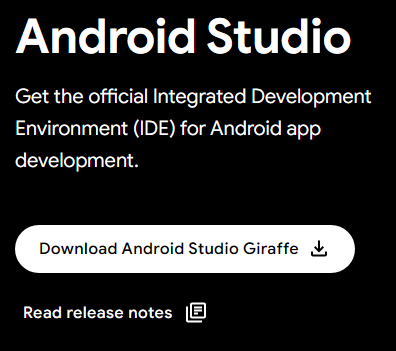 Android Studio
Get the official Integrated Development
Environment (IDE) for Android app
development.
Download Android Studio Giraffe
Read release notes